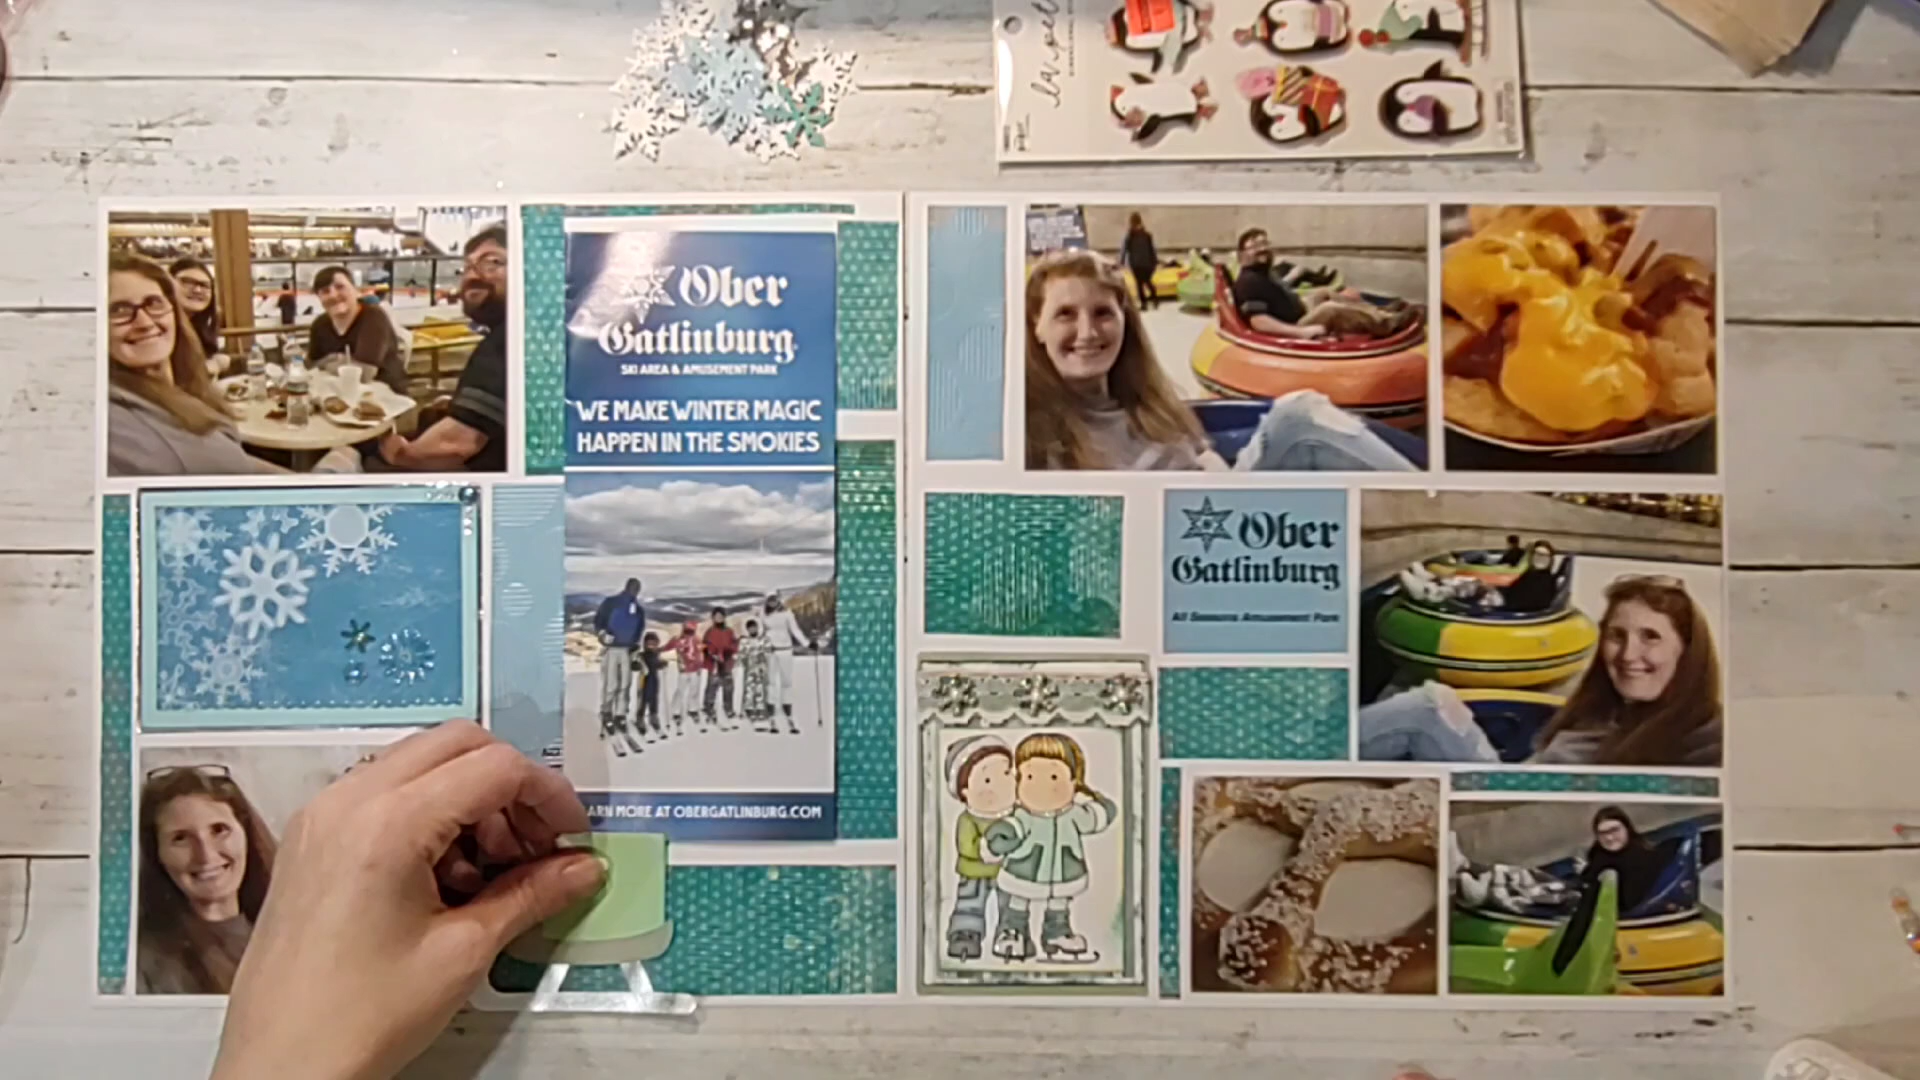 Ober
Gatlinburg
SKI AREA & AMUSEMENT PARK
WE MAKE WINTER MAGIC
HAPPEN IN THE SMOKIES
ARN MORE AT OBERGATLINBURG.COM
Ober
Gatlinburg
All Seasons Amusement Park